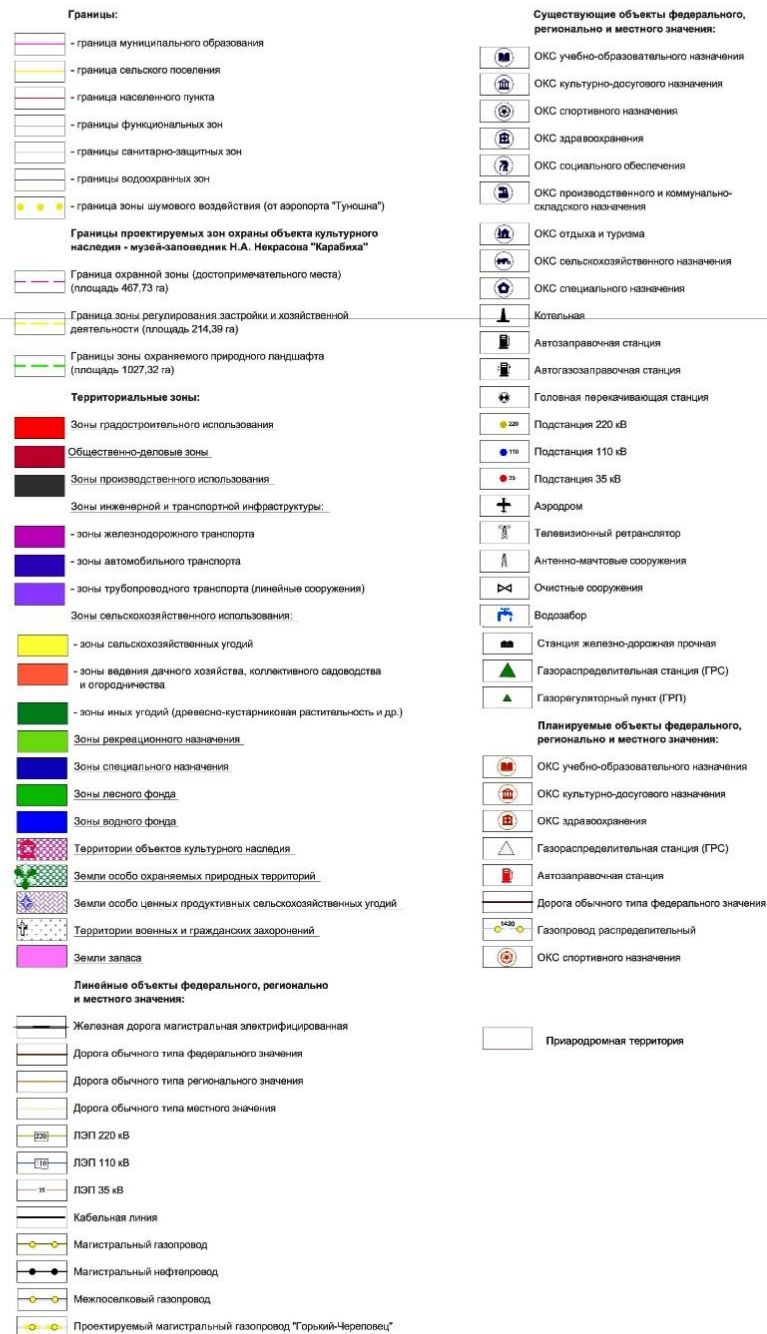 Границы:
- граница муниципального образования
- граница сельского поселения
- граница населенного пункта
- границы функциональных зон
- границы санитарно-защитных зон
- границы водоохранных зон
- граница зоны шумового воздействия (от аэропорта "Туношна")
Границы проектируемых зон охраны объекта культурного
наследия - музей-заповедник Н.А. Некрасова "Карабиха"
Граница охранной зоны (достопримечательного места)
(площадь 467,73 га)
Граница зоны регулирования застройки и хозяйственной
деятельности (площадь 214,39 га)
Границы зоны охраняемого природного ландшафта
(площадь 1027,32 га)
Территориальные зоны:
Зоны градостроительного использования
Общественно-деловые зоны
Зоны производственного использования
Зоны инженерной и транспортной инфраструктуры:
- зоны железнодорожного транспорта
- зоны автомобильного транспорта
- зоны трубопроводного транспорта (линейные сооружения)
Зоны сельскохозяйственного использования:
- зоны сельскохозяйственных угодий
- зоны ведения дачного хозяйства, коллективного садоводства
и огородничества
- зоны иных угодий (древесно-кустарниковая растительность и др.)
Зоны рекреационного назначения
Зоны специального назначения
Зоны лесного фонда
Зоны водного фонда
Территории объектов культурного наследия
Земли особо охраняемых природных территорий
Земли особо ценных продуктивных сельскохозяйственных угодий
Территории военных и гражданских захоронений
Земли запаса
Линейные объекты федерального, регионально
и местного значения:
Железная дорога магистральная электрифицированная
Дорога обычного типа федерального значения
Дорога обычного типа регионального значения
Дорога обычного типа местного значения
220 ЛЭП 220 кВ
110 ЛЭП 110 кВ
35 ЛЭП 35 кВ
Кабельная линия
Магистральный газопровод
Магистральный нефтепровод
Межпоселковый газопровод
Проектируемый магистральный газопровод "Горький-Череповец"
Существующие объекты федерального,
регионально и местного значения:
ОКС учебно-образовательного назначения
ОКС культурно-досугового назначения
ОКС спортивного назначения
ОКС здравоохранения
ОКС социального обеспечения
ОКС производственного и коммунально-
складского назначения
ОКС отдыха и туризма
ОКС сельскохозяйственного назначения
ОКС специального назначения
Котельная
Автозаправочная станция
Автогазозаправочная станция
Головная перекачивающая станция
220 Подстанция 220 кВ
110 Подстанция 110 кВ
35 Подстанция 35 кВ
Аэродром
Телевизионный ретранслятор
Антенно-мачтовые сооружения
Очистные сооружения
Водозабор
Станция железно-дорожная прочная
Газораспределительная станция (ГРС)
Газорегуляторный пункт (ГРП)
Планируемые объекты федерального,
регионально и местного значения:
ОКС учебно-образовательного назначения
ОКС культурно-досугового назначения
ОКС здравоохранения
Газораспределительная станция (ГРС)
Автозаправочная станция
Дорога обычного типа федерального значения
1420 Газопровод распределительный
ОКС спортивного назначения
Приародромная территория